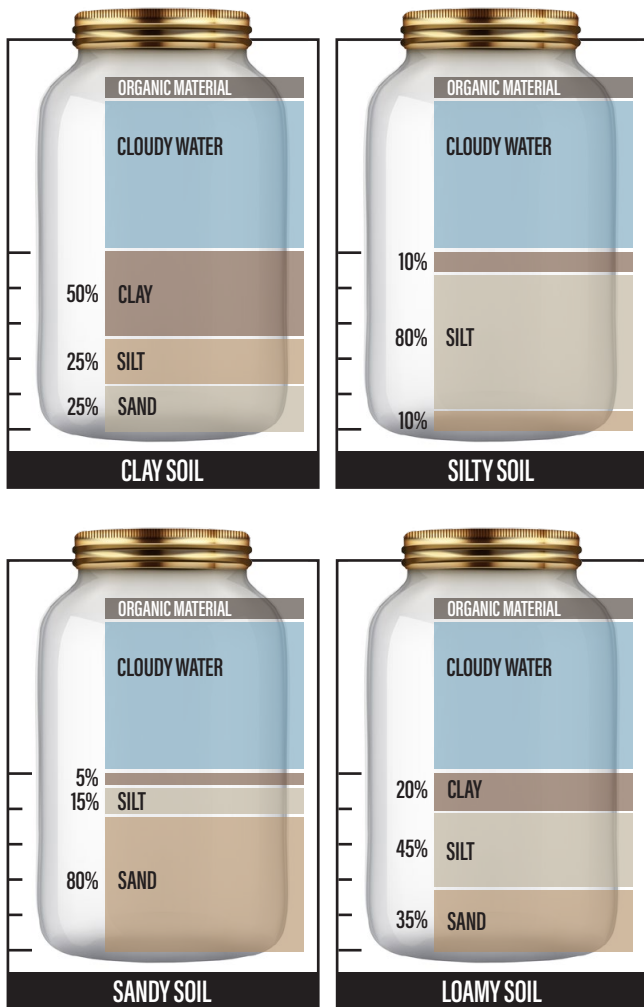 ORGANIC MATERIAL
CLOUDY WATER
50% CLAY
25% SILT
25% SAND
CLAY SOIL
ORGANIC MATERIAL
CLOUDY WATER
10%
80% SILT
10%
SILTY SOIL
ORGANIC MATERIAL
CLOUDY WATER
5%
15% SILT
80% SAND
SANDY SOIL
ORGANIC MATERIAL
CLOUDY WATER
20% CLAY
45% SILT
35% SAND
LOAMY SOIL